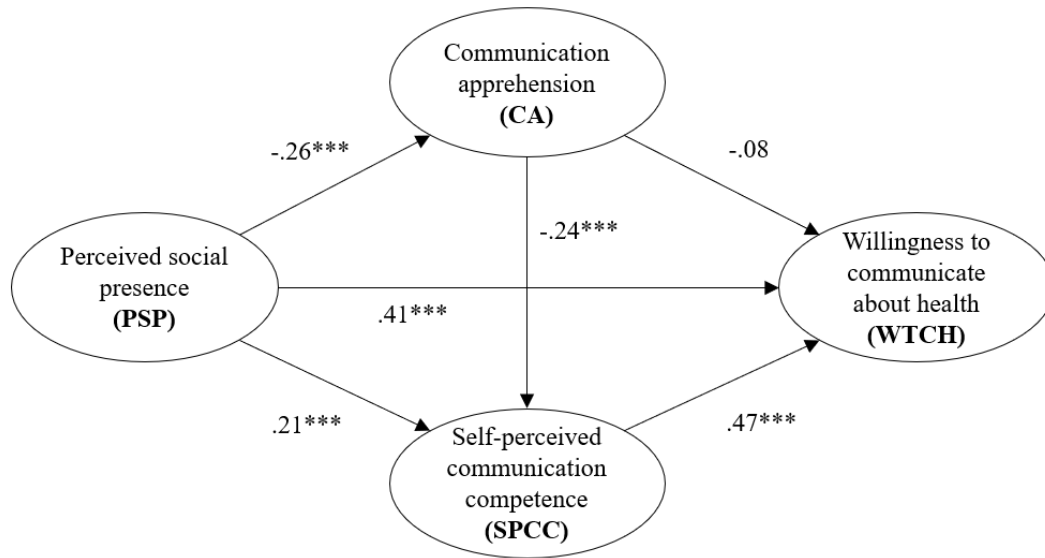 Communication
apprehension
(CA)
-.26***
-.08
-.24***
Perceived social
presence
(PSP)
Willingness to
communicate
about health
(WTCH)
.41***
.21***
.47***
Self-perceived
communication
competence
(SPCC)